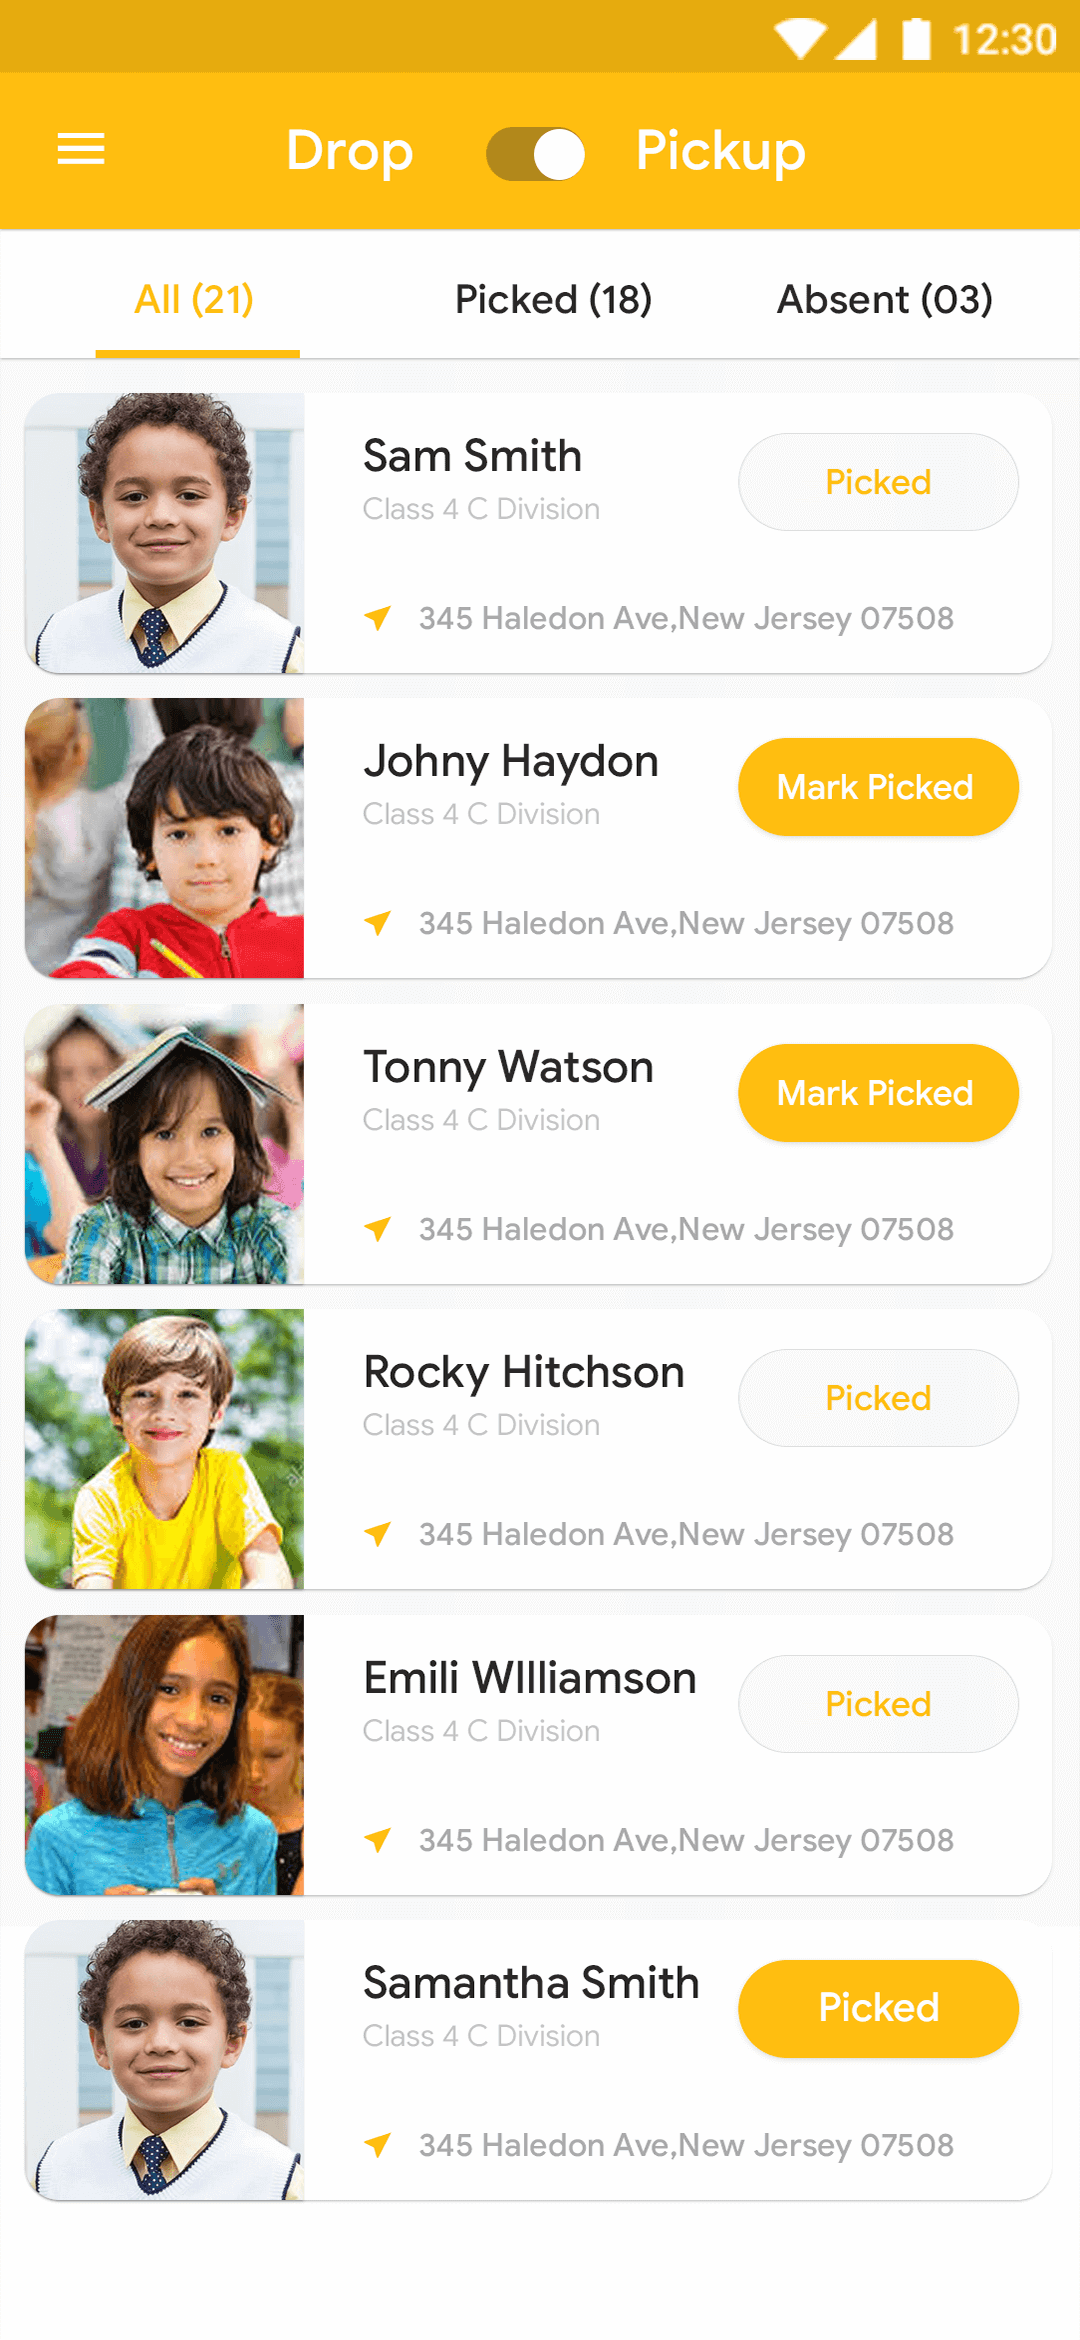 12:30
Drop Pickup
All (21) Picked (18) Absent (03)
Sam Smith
Picked
Class 4 C Division
345 Haledon Ave,New Jersey 07508
Johny Haydon
Mark Picked
Class 4 C Division
345 Haledon Ave,New Jersey 07508
Tonny Watson
Mark Picked
Class 4 C Division
345 Haledon Ave,New Jersey 07508
Rocky Hitchson
Picked
Class 4 C Division
345 Haledon Ave,New Jersey 07508
Emili WIlliamson
Picked
Class 4 C Division
345 Haledon Ave,New Jersey 07508
Samantha Smith
Picked
Class 4 C Division
345 Haledon Ave,New Jersey 07508